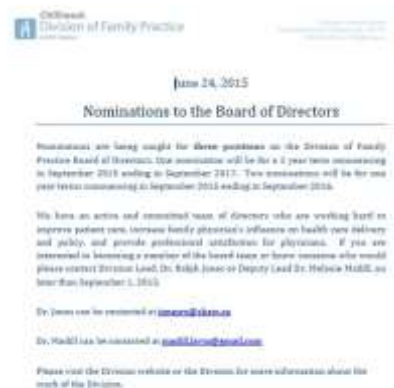 Chilliwack
Division of Family Practice
June 24, 2015
Nominations to the Board of Directors
Nominations are being sought for three positions on the Division of Family
Practice Board of Directors. One nomination will be for a 2 year term commencing
in September 2015 ending in September 2017. Two nominations will be for one
year terms commencing in September 2015 ending in September 2016.
We have an active and committed team of directors who are working hard to
improve patient care, increase family physician's influence on health care delivery
and policy, and provide professional satisfaction for physicians. If you are
interested in becoming a member of the board team or know someone who would
please contact Division Lead, Dr. Ralph Jones or Deputy Lead Dr. Melanie Madill, no
later than September 1, 2015.
Dr. Jones can be contacted at
Dr. Madill can be contacted at
Please visit the Division website or the Division for more information about the
work of the Division.